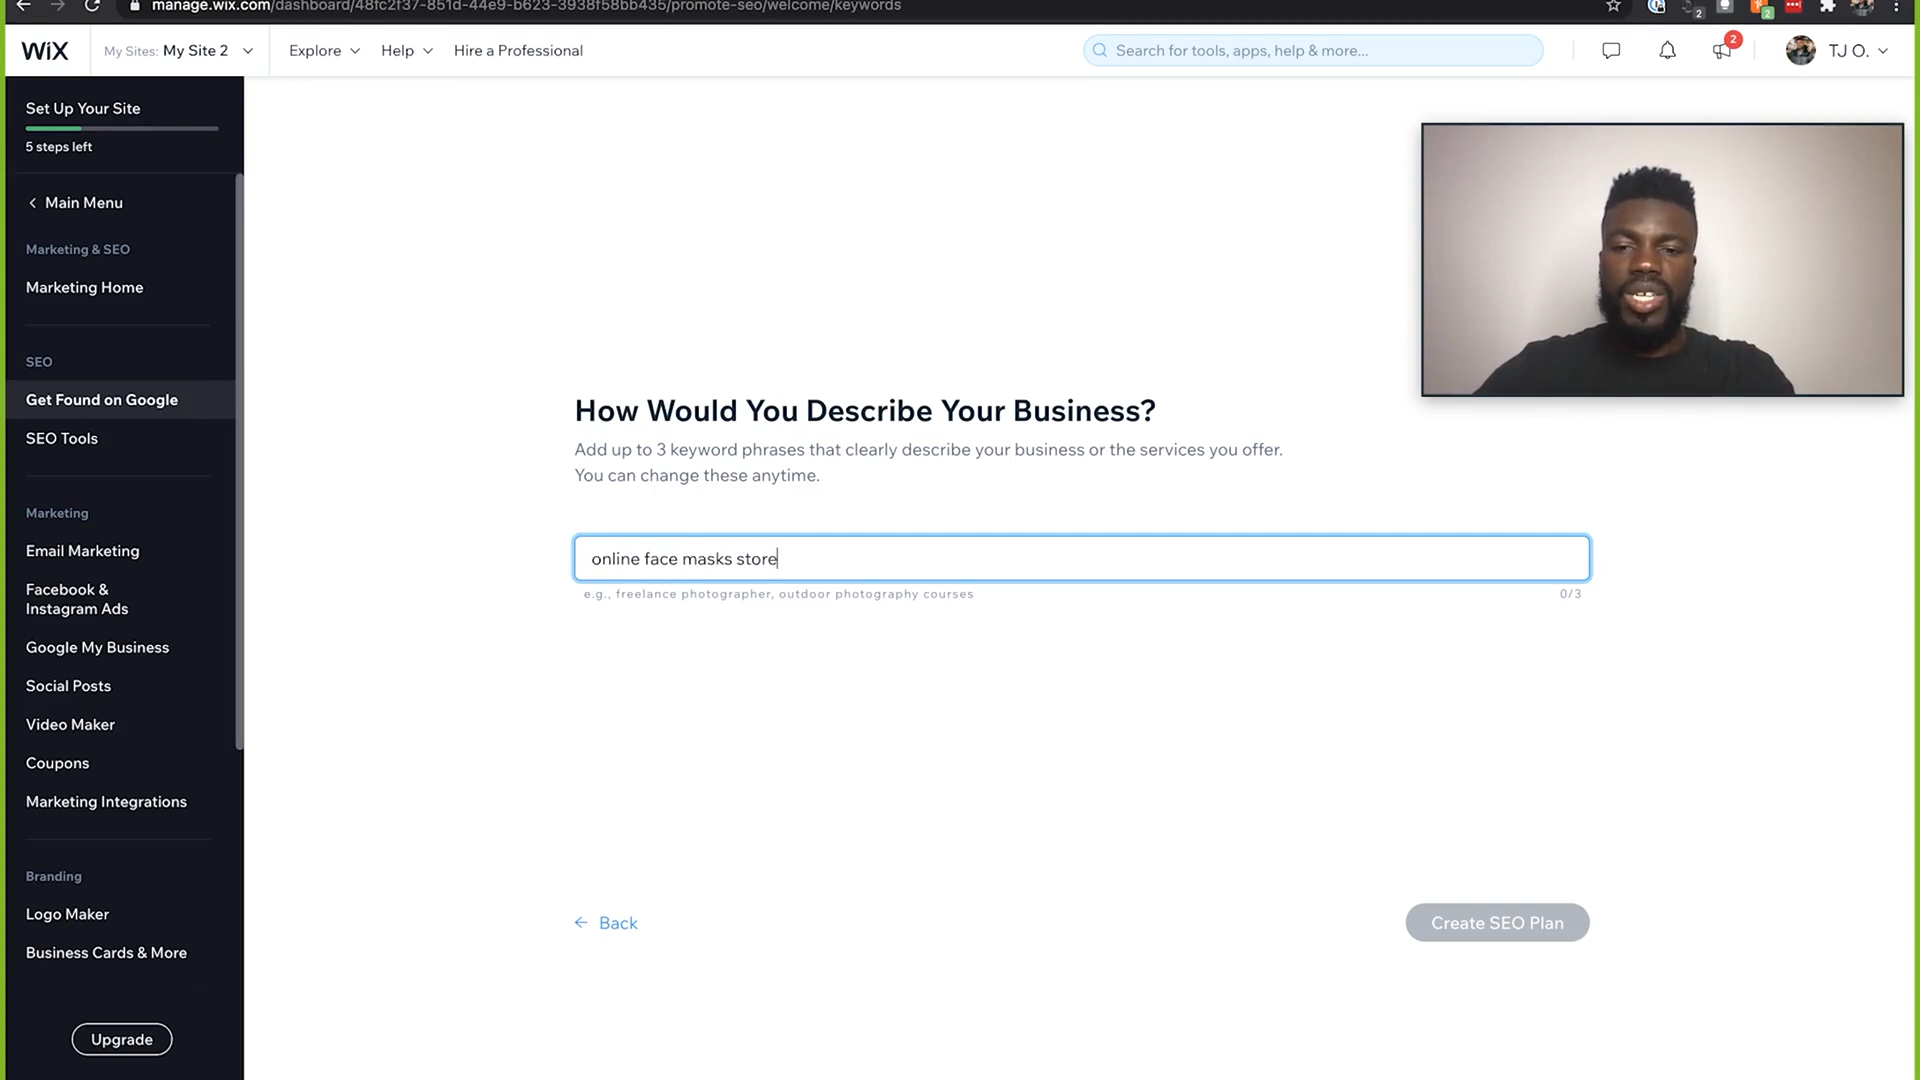 manage.wix.com/dashboard/48fc2f37-851d-44e9-b623-3938f58bb435/promote-seo/welcome/keywords
2
2
WiX
My Sites: My Site 2
Explore
Help
Hire a Professional
Search for tools, apps, help & more...
2
TJ O.
Set Up Your Site
5 steps left
Main Menu
Marketing & SEO
Marketing Home
SEO
Get Found on Google
SEO Tools
Marketing
Email Marketing
Facebook &
Instagram Ads
Google My Business
Social Posts
Video Maker
Coupons
Marketing Integrations
Branding
Logo Maker
Business Cards & More
Upgrade
How Would You Describe Your Business?
Add up to 3 keyword phrases that clearly describe your business or the services you offer.
You can change these anytime.
online face masks store
e.g., freelance photographer, outdoor photography courses
0/3
Back
Create SEO Plan